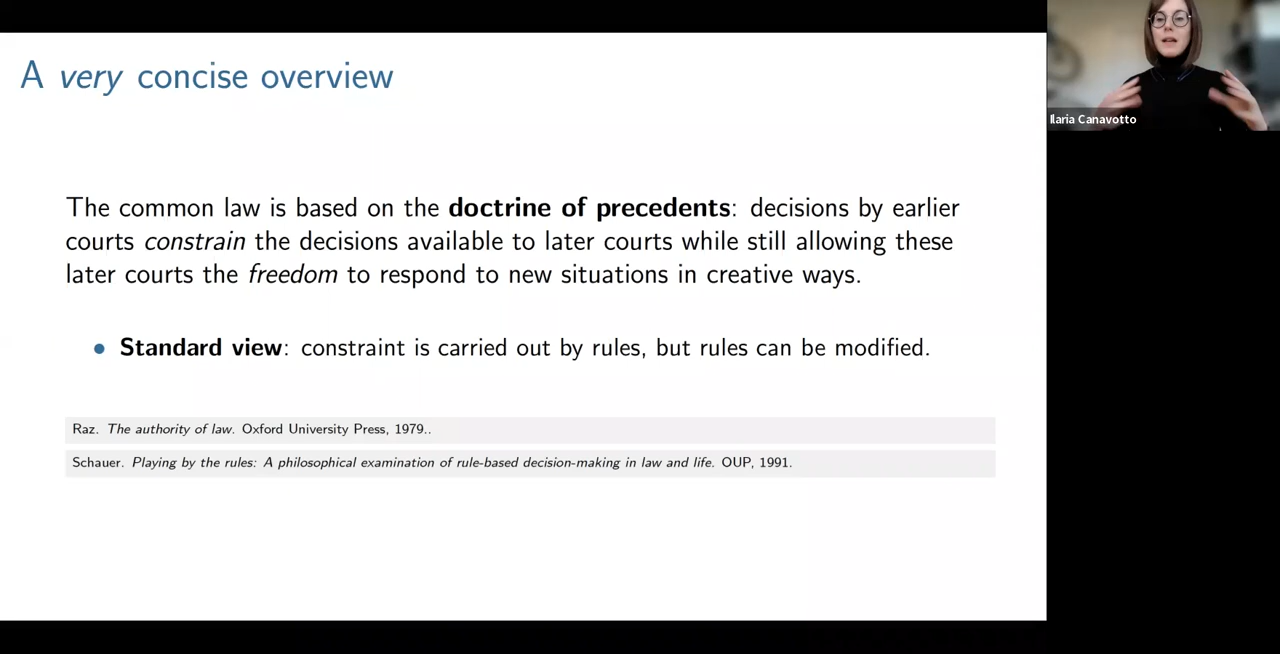 A very concise overview
The common law is based on the doctrine of precedents: decisions by earlier
courts constrain the decisions available to later courts while still allowing these
later courts the freedom to respond to new situations in creative ways.
• Standard view: constraint is carried out by rules, but rules can be modified.
Raz. The authority of law. Oxford University Press, 1979..
Schauer. Playing by the rules: A philosophical examination of rule-based decision-making in law and life. OUP, 1991.
Ilaria Canavotto